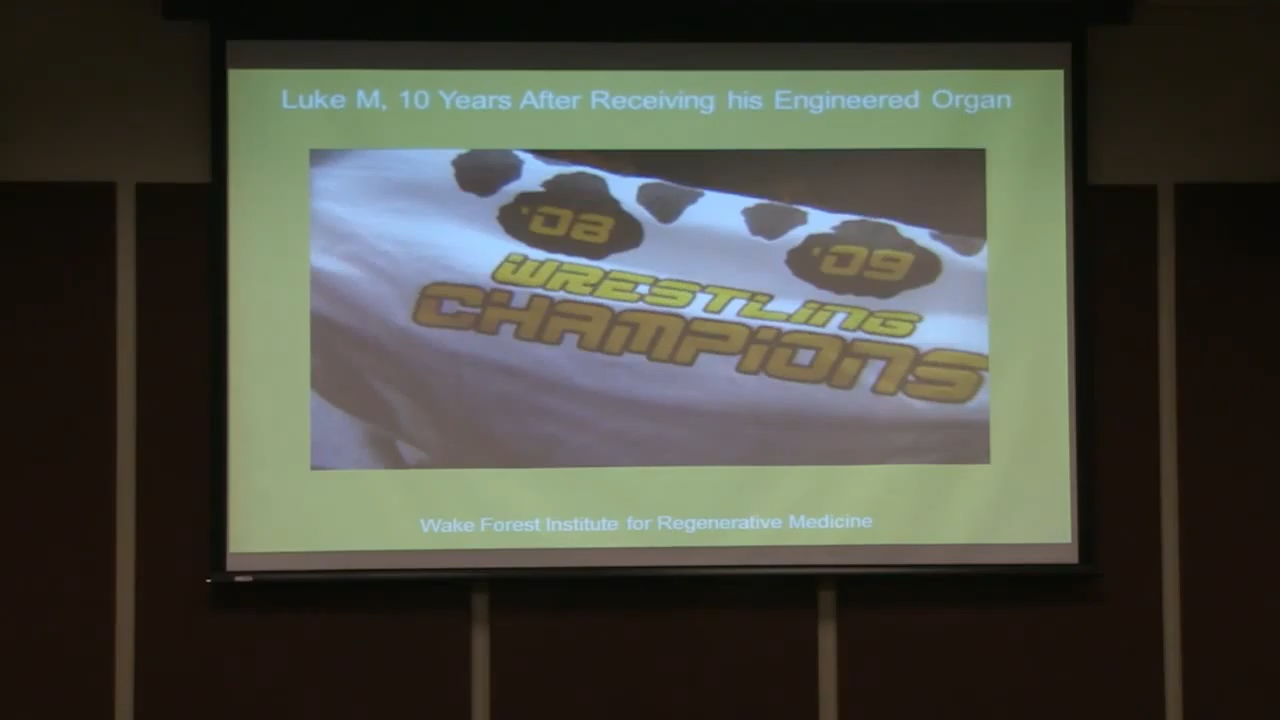 Luke M, 10 Years After Receiving his Engineered Organ
'08
'09
WRESTLING
CHAMPIONS
Wake Forest Institute for Regenerative Medicine